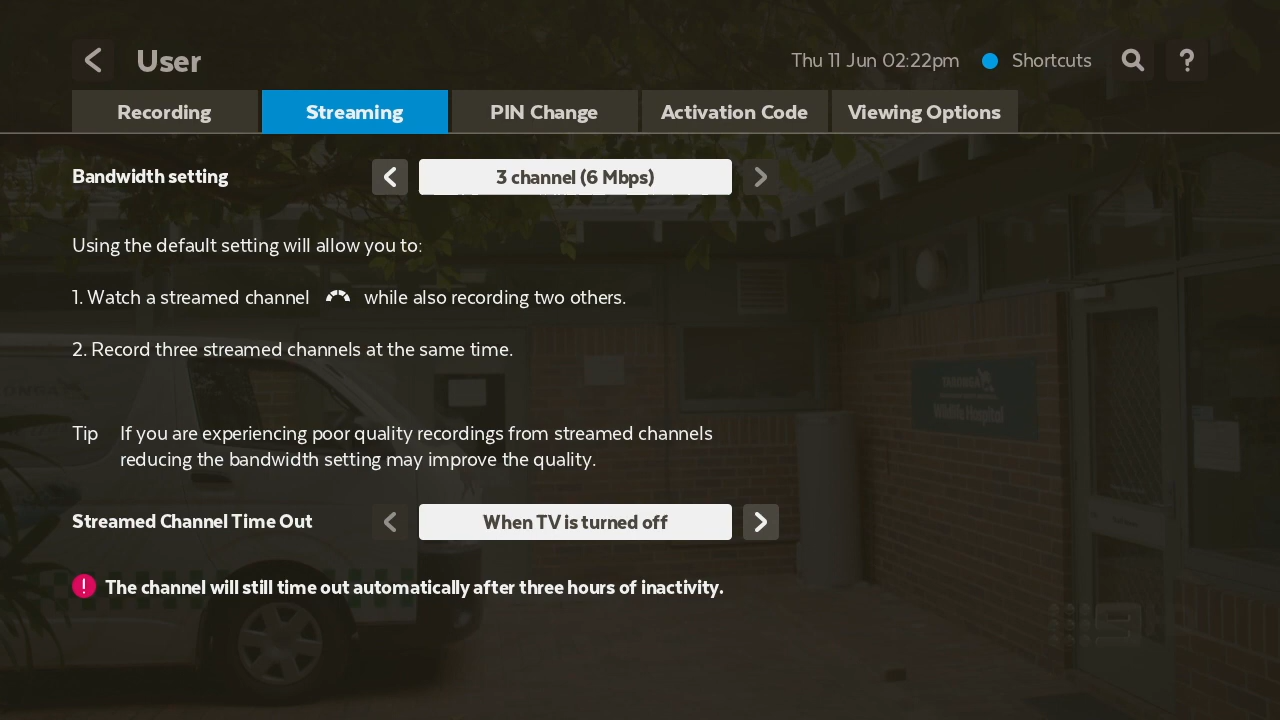 User
Thu 11 Jun 02:22pm
Shortcuts
?
Recording
Streaming
PIN Change
Activation Code
Viewing Options
Bandwidth setting
3 channel (6 Mbps)
Using the default setting will allow you to:
1. Watch a streamed channel while also recording two others.
2. Record three streamed channels at the same time.
Tip If you are experiencing poor quality recordings from streamed channels
reducing the bandwidth setting may improve the quality.
Streamed Channel Time Out
When TV is turned off
! The channel will still time out automatically after three hours of inactivity.
TARONGA
Wildlife Hospital
9